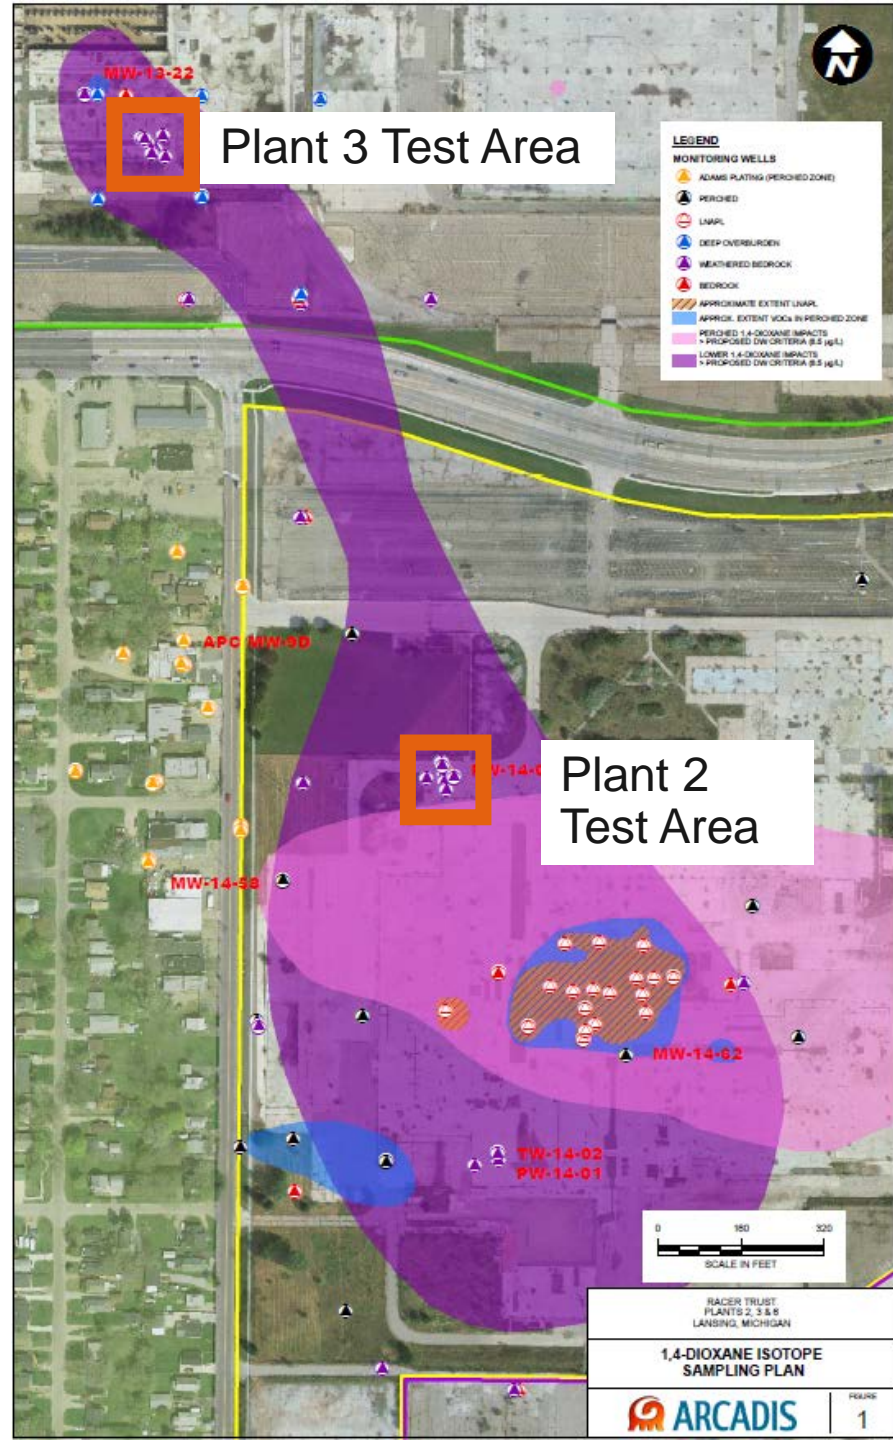 MW-13-22
N
Plant 3 Test Area
LEGEND
MONITORING WELLS
ADAMS PLATING (PERCHED ZONE)
PERCHED
LNAPL
DEEP OVERBURDEN
WEATHERED BEDROCK
BEDROCK
APPROXIMATE EXTENT LNAPL
APPROX. EXTENT VOCs IN PERCHED ZONE
PERCHED 1,4-DIOXANE IMPACTS
> PROPOSED DW CRITERIA (8.5 µg/L)
LOWER 1,4-DIOXANE IMPACTS
> PROPOSED DW CRITERIA (8.5 µg/L)
APC MW-9D
W-14-0
Plant 2
Test Area
MW-14-58
MW-14-62
TW-14-02
PW-14-01
0 160 320
SCALE IN FEET
RACER TRUST
PLANTS 2, 3 & 6
LANSING, MICHIGAN
1,4-DIOXANE ISOTOPE
SAMPLING PLAN
ARCADIS
FIGURE
1